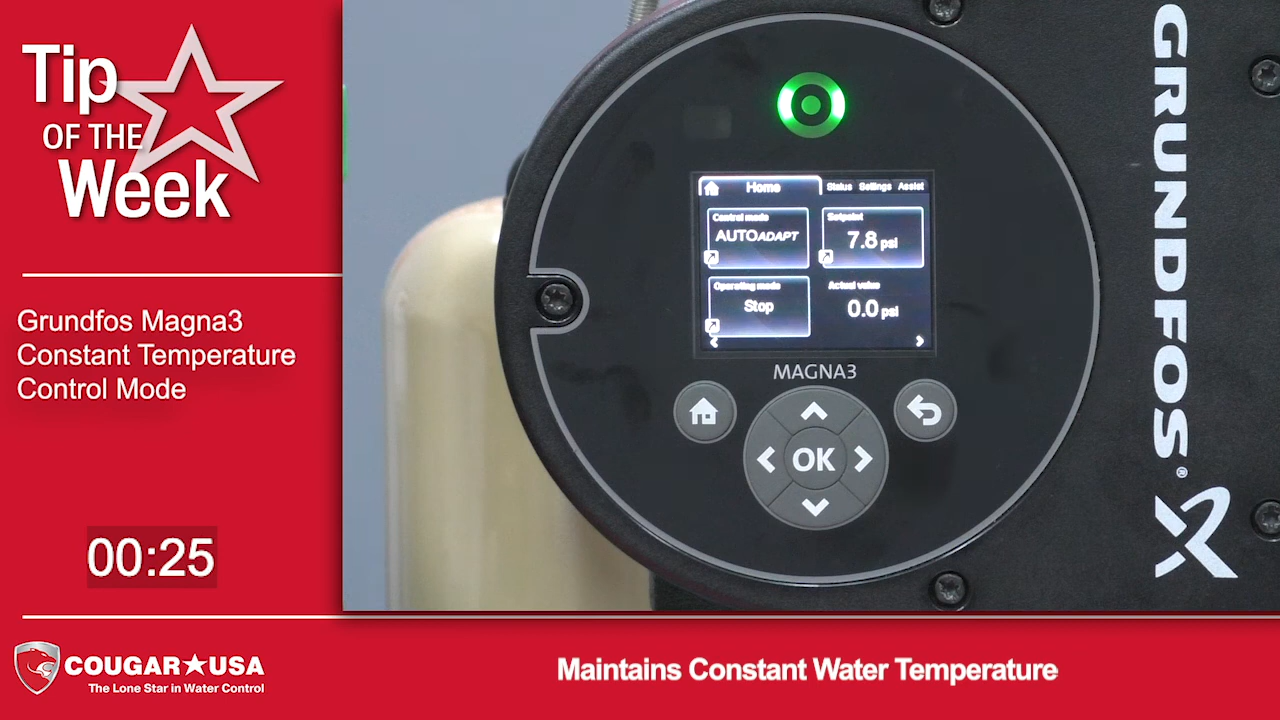 Tip
OF THE
Week
Grundfos Magna3
Constant Temperature
Control Mode
00:25
COUGAR★USA
The Lone Star in Water Control
Home
Status Settings Assist
Control mode
AUTOADAPT
Setpoint
7.8 psi
Operating mode
Stop
Actual value
0.0 psi
MAGNA3
OK
GRUNDFOS®
Maintains Constant Water Temperature